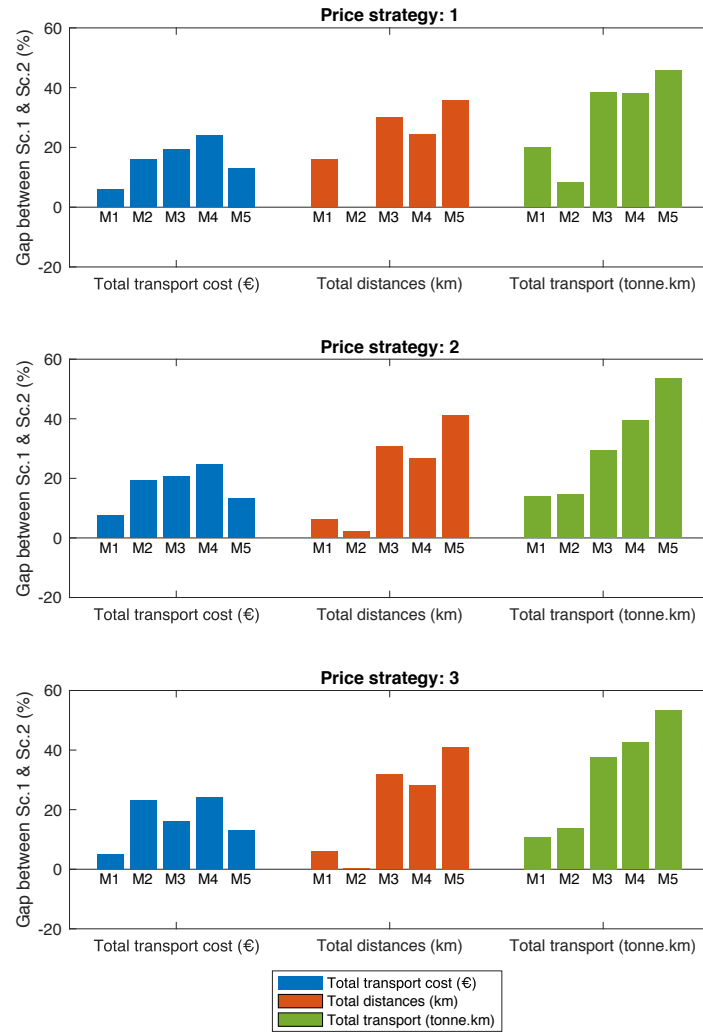 Price strategy: 1
Gap between Sc.1 & Sc.2 (%)
60
40
20
0
-20
M1 M2 M3 M4 M5 M1 M2 M3 M4 M5 M1 M2 M3 M4 M5
Total transport cost (€) Total distances (km) Total transport (tonne.km)
Price strategy: 2
Gap between Sc.1 & Sc.2 (%)
60
40
20
0
-20
M1 M2 M3 M4 M5 M1 M2 M3 M4 M5 M1 M2 M3 M4 M5
Total transport cost (€) Total distances (km) Total transport (tonne.km)
Price strategy: 3
Gap between Sc.1 & Sc.2 (%)
60
40
20
0
-20
M1 M2 M3 M4 M5 M1 M2 M3 M4 M5 M1 M2 M3 M4 M5
Total transport cost (€) Total distances (km) Total transport (tonne.km)
Total transport cost (€)
Total distances (km)
Total transport (tonne.km)